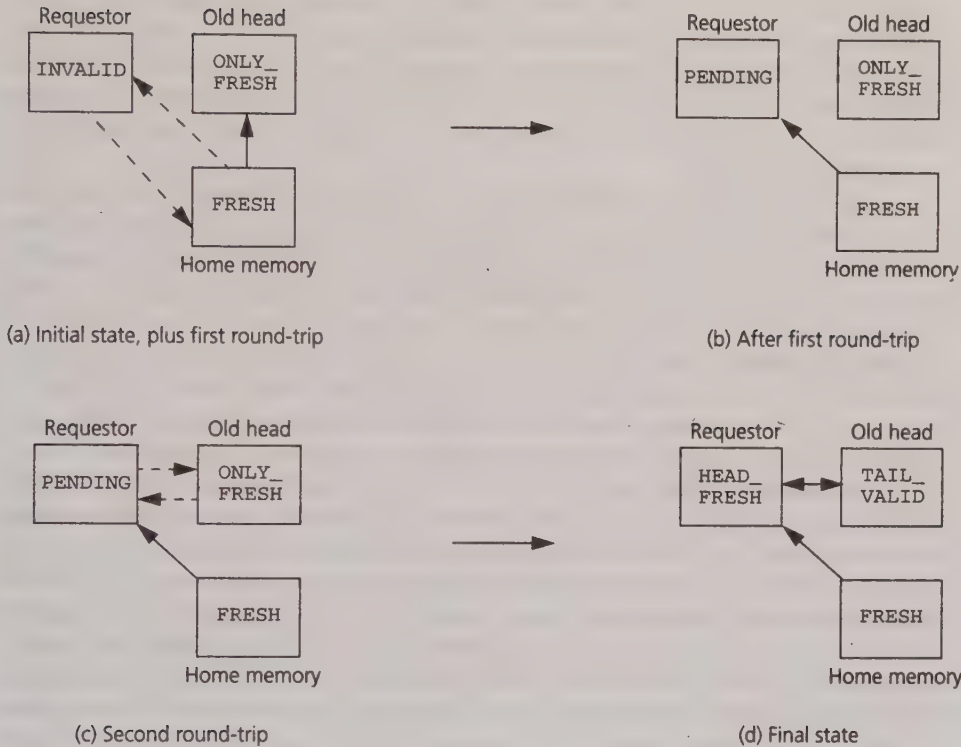 Requestor
Old head
INVALID
ONLY_
FRESH
FRESH
Home memory
(a) Initial state, plus first round-trip
Requestor
Old head
PENDING
ONLY_
FRESH
FRESH
Home memory
(b) After first round-trip
Requestor
Old head
PENDING
ONLY_
FRESH
FRESH
Home memory
(c) Second round-trip
Requestor
Old head
HEAD_
FRESH
TAIL_
VALID
FRESH
Home memory
(d) Final state